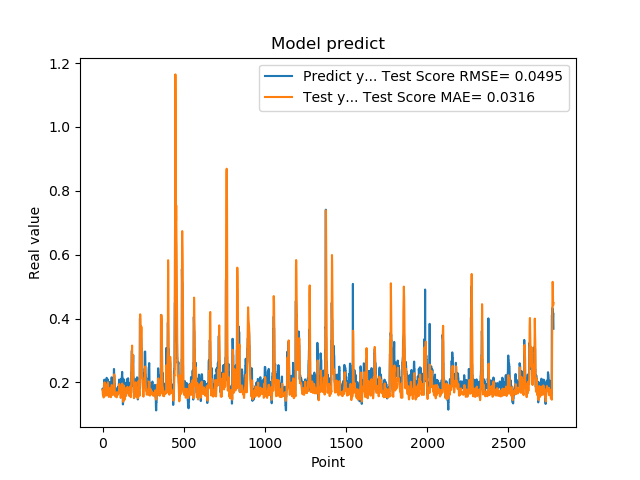 Model predict
Predict y... Test Score RMSE= 0.0495
Test y... Test Score MAE= 0.0316
1.2
1.0
0.8
0.6
0.4
0.2
Real value
0 500 1000 1500 2000 2500
Point